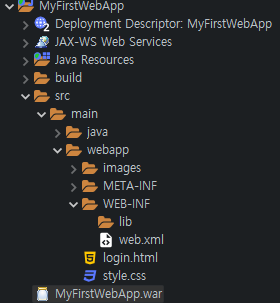 MyFirstWebApp
Deployment Descriptor: MyFirstWebApp
JAX-WS Web Services
Java Resources
build
src
main
java
webapp
images
META-INF
WEB-INF
lib
web.xml
login.html
style.css
MyFirstWebApp.war